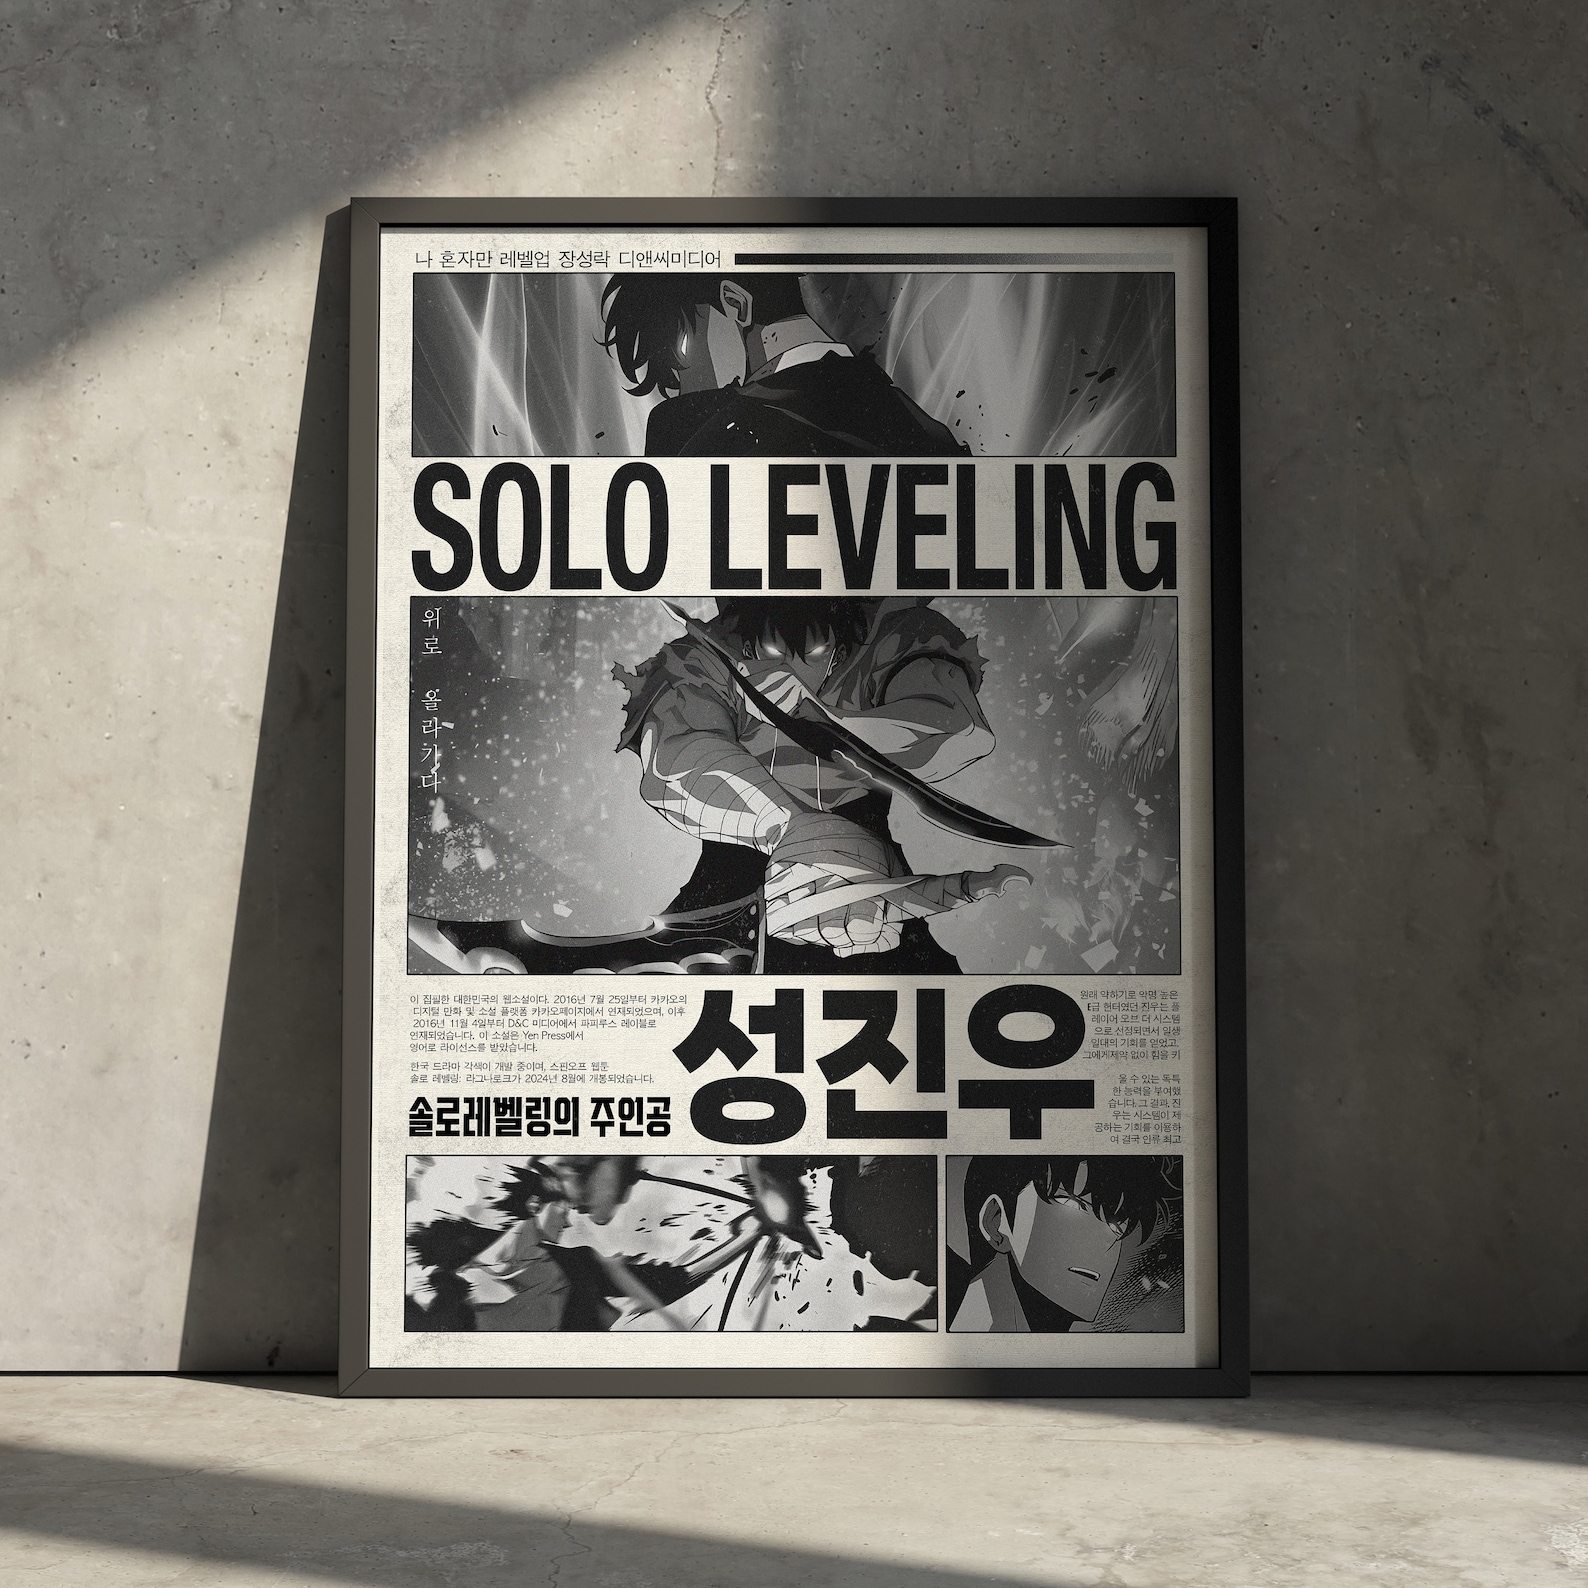 나 혼자만 레벨업 장성락 디앤씨미디어
SOLO LEVELING
위로 올라가다
이 집필한 대한민국의 웹소설이다. 2016년 7월 25일부터 카카오의
디지털 만화 및 소설 플랫폼 카카오페이지에서 연재되었으며, 이후
2016년 11월 4일부터 D&C 미디어에서 파피루스 레이블로
연재되었습니다. 이 소설은 Yen Press에서
영어로 라이선스를 받았습니다.
한국 드라마 각색이 개발 중이며, 스핀오프 웹툰
솔로 레벨링: 라그나로크가 2024년 8월에 개봉되었습니다.
솔로레벨링의 주인공
성진우
원래 약하기로 악명 높은
E급 헌터였던 진우는 플
레이어 오브 더 시스템
으로 선정되면서 일생
일대의 기회를 얻었고,
그에게제약 없이 힘을 키
울 수 있는 독특
한 능력을 부여했
습니다. 그 결과, 진
우는 시스템이 제
공하는 기회를 이용하
여 결국 인류 최고